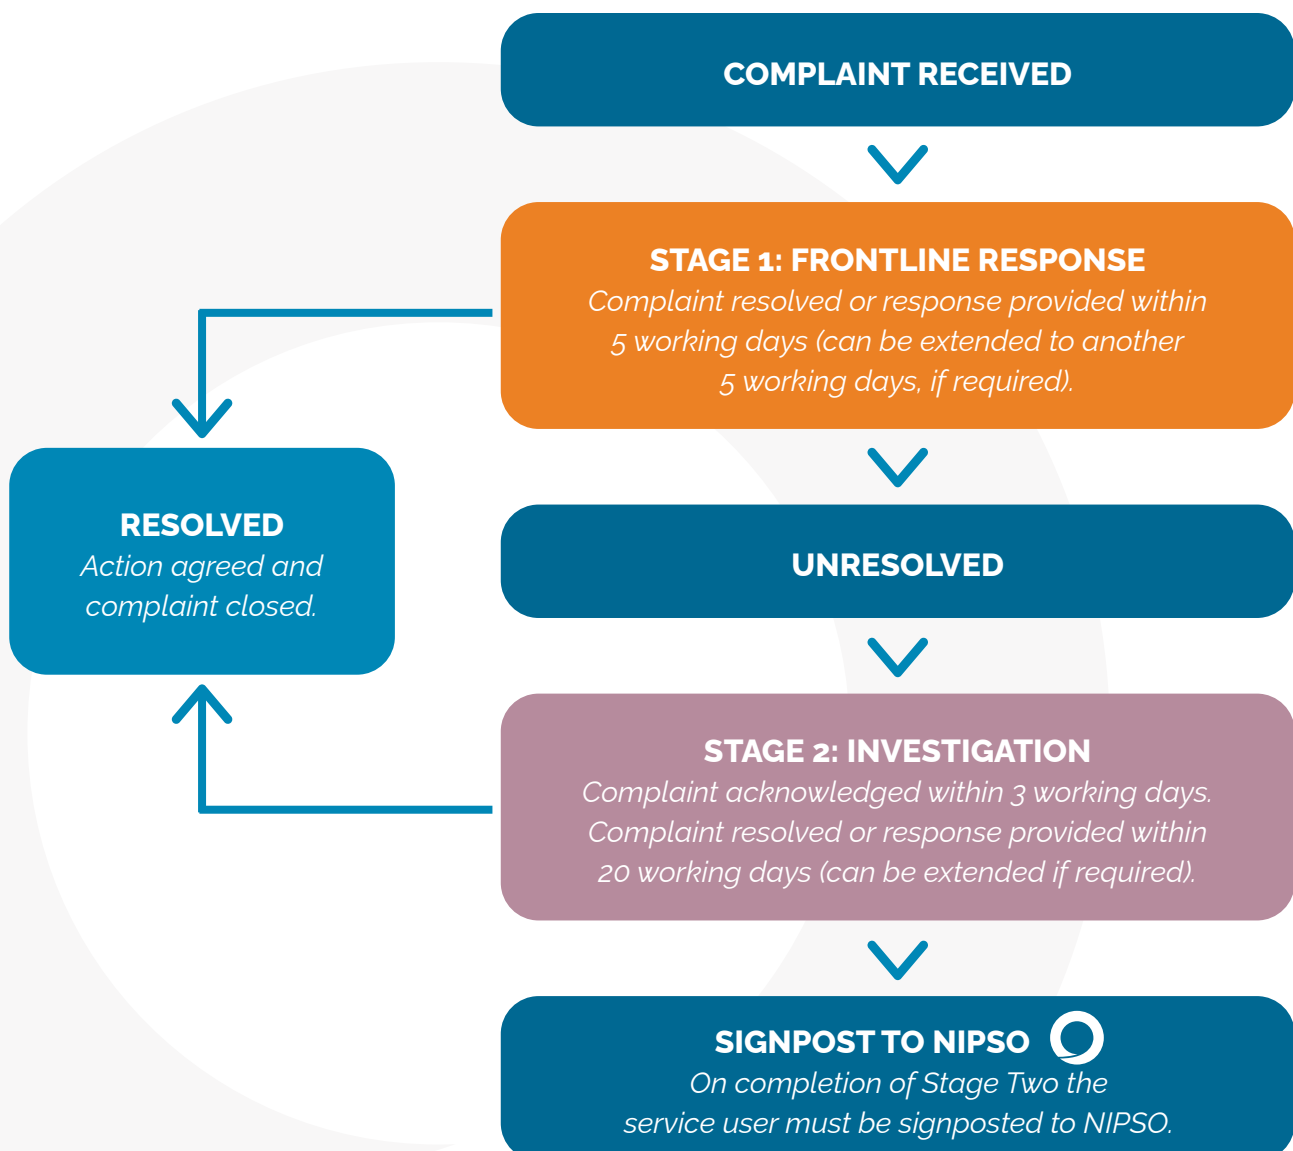 COMPLAINT RECEIVED
STAGE 1: FRONTLINE RESPONSE
Complaint resolved or response provided within
5 working days (can be extended to another
5 working days, if required).
RESOLVED
Action agreed and
complaint closed.
UNRESOLVED
STAGE 2: INVESTIGATION
Complaint acknowledged within 3 working days.
Complaint resolved or response provided within
20 working days (can be extended if required).
SIGNPOST TO NIPSO
On completion of Stage Two the
service user must be signposted to NIPSO.